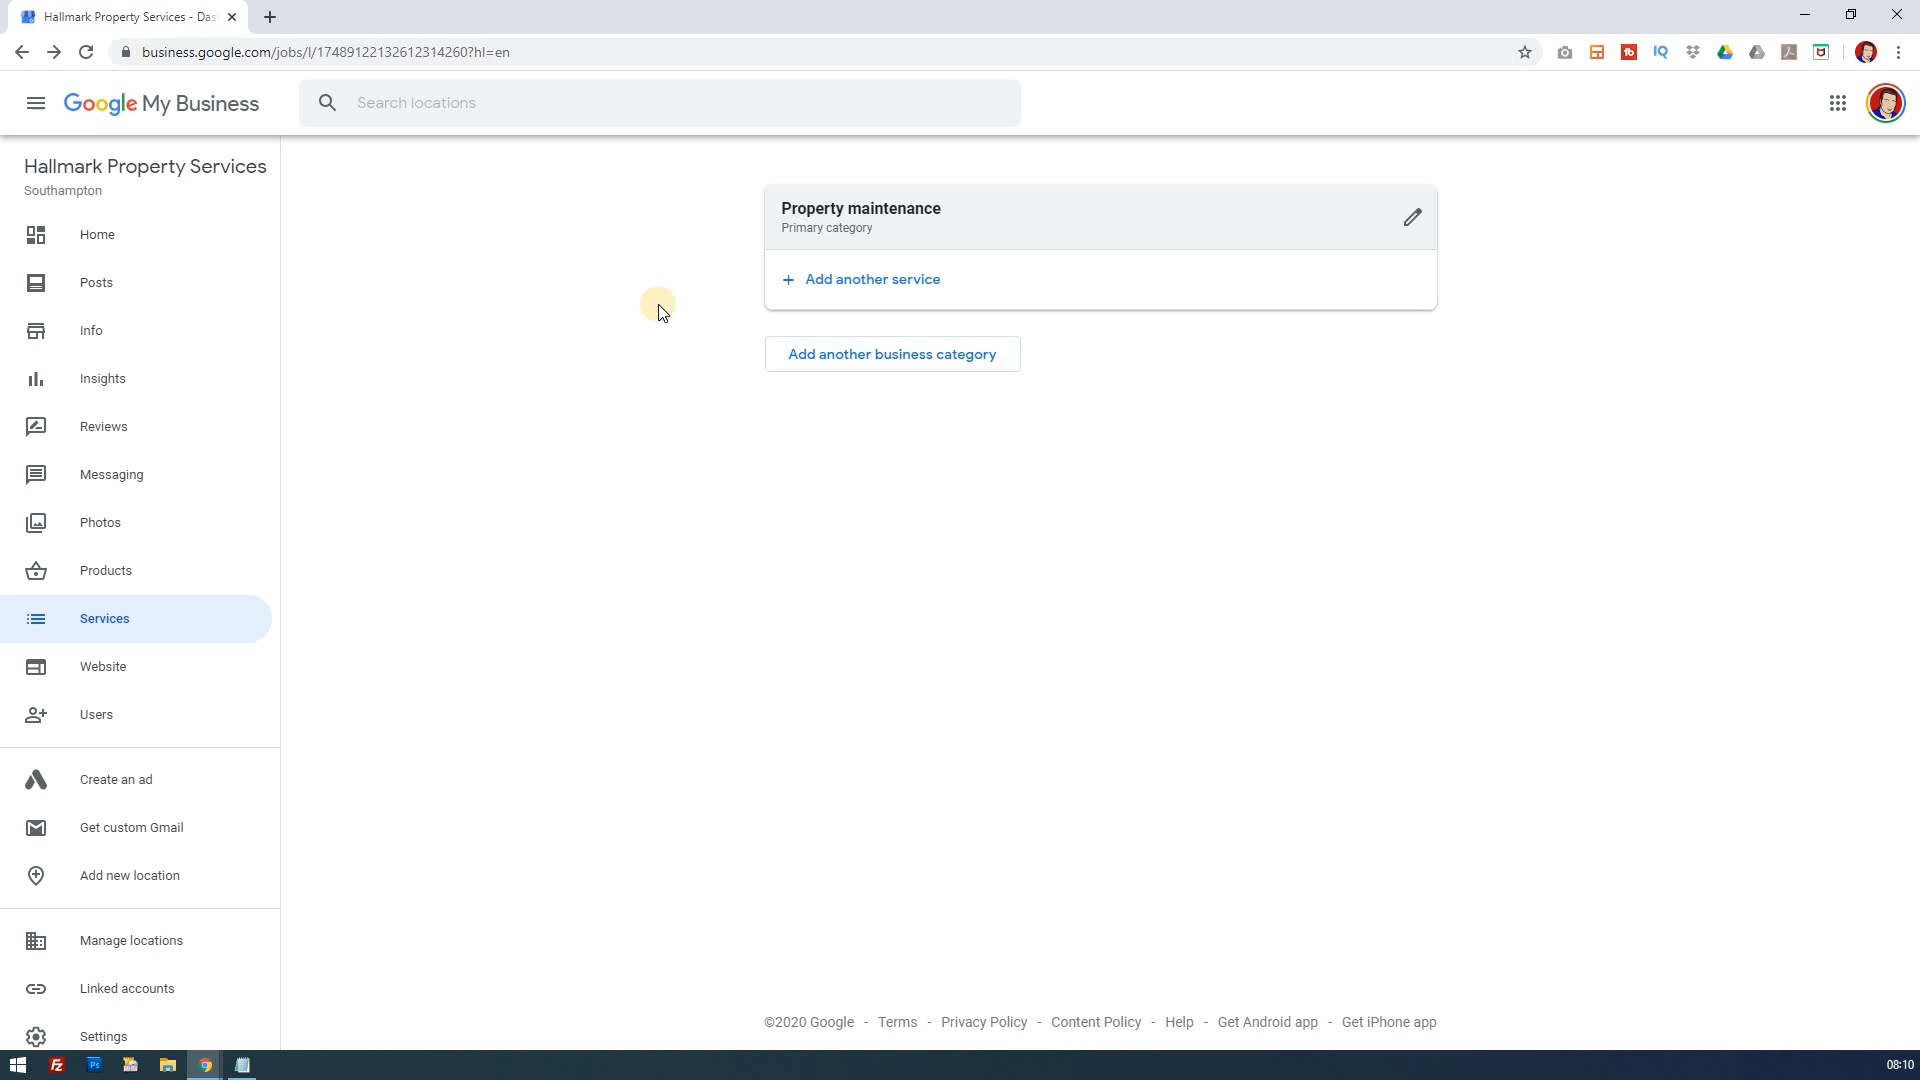 Hallmark Property Services - Das
business.google.com/jobs/l/17489122132612314260?hl=en
Google My Business
Search locations
Hallmark Property Services
Southampton
Home
Posts
Info
Insights
Reviews
Messaging
Photos
Products
Services
Website
Users
Create an ad
Get custom Gmail
Add new location
Manage locations
Linked accounts
Settings
Property maintenance
Primary category
+ Add another service
Add another business category
©2020 Google - Terms - Privacy Policy - Content Policy - Help - Get Android app - Get iPhone app
08:10